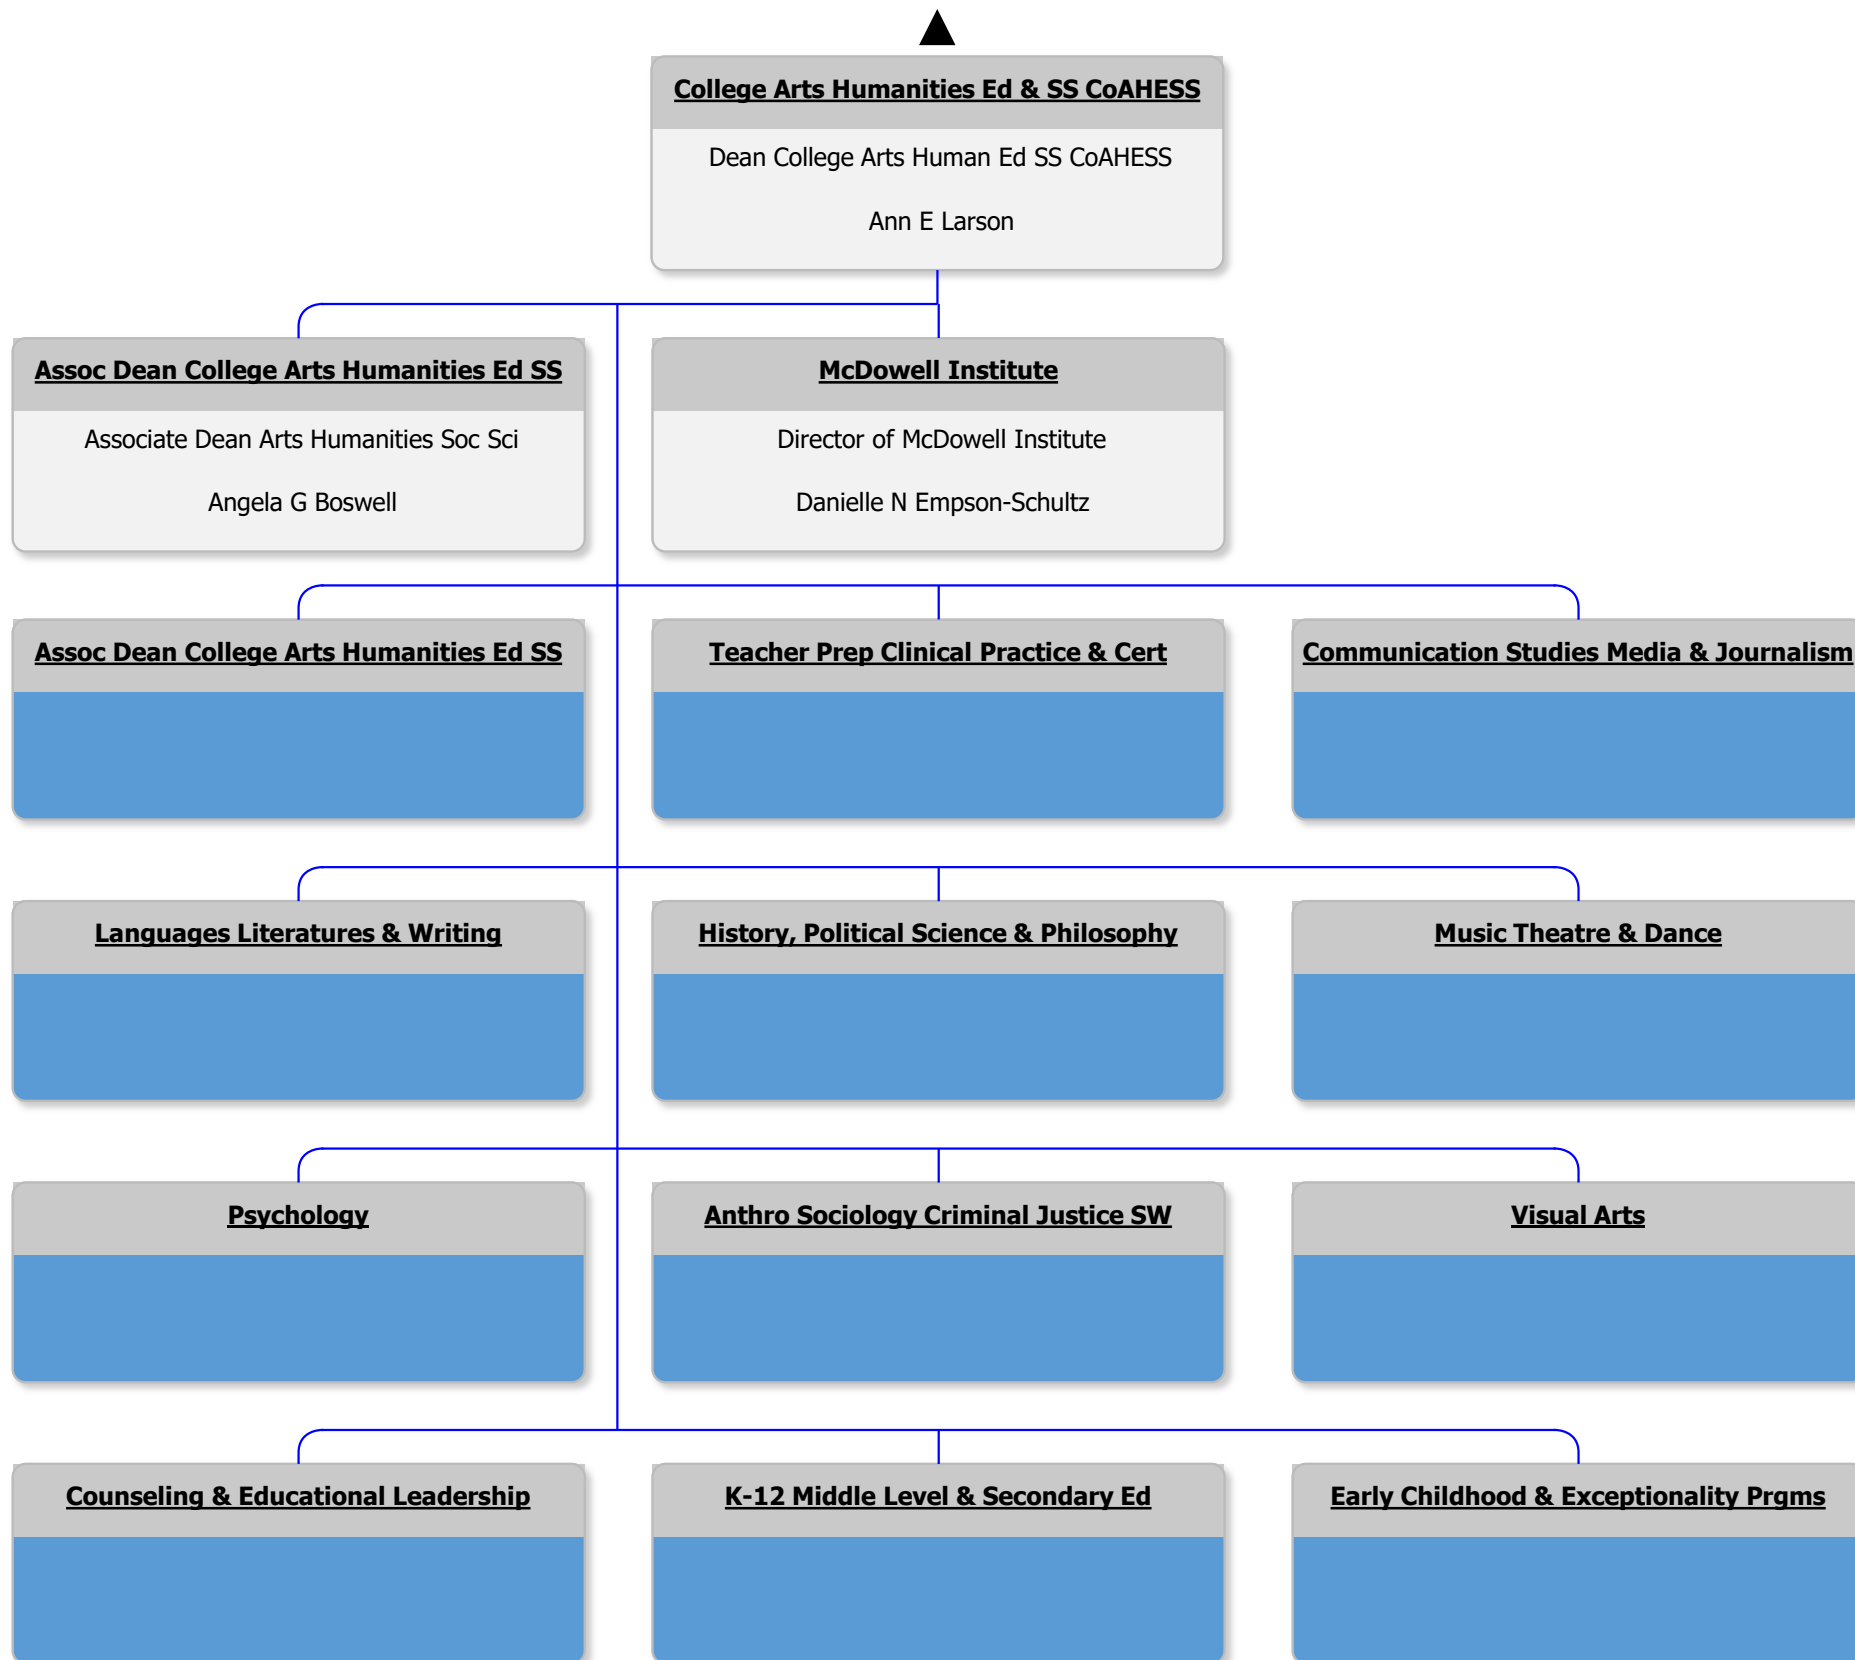 College Arts Humanities Ed & SS CoAHESS
Dean College Arts Human Ed SS CoAHESS
Ann E Larson
Assoc Dean College Arts Humanities Ed SS
Associate Dean Arts Humanities Soc Sci
Angela G Boswell
McDowell Institute
Director of McDowell Institute
Danielle N Empson-Schultz
Assoc Dean College Arts Humanities Ed SS
Teacher Prep Clinical Practice & Cert
Communication Studies Media & Journalism
Languages Literatures & Writing
History, Political Science & Philosophy
Music Theatre & Dance
Psychology
Anthro Sociology Criminal Justice SW
Visual Arts
Counseling & Educational Leadership
K-12 Middle Level & Secondary Ed
Early Childhood & Exceptionality Prgms